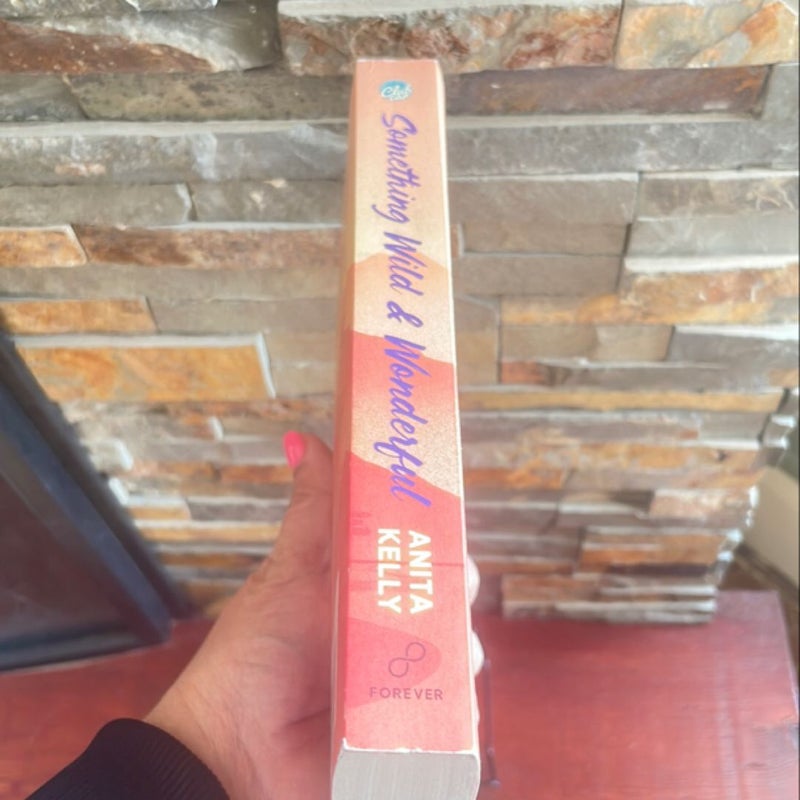 Something Wild & Wonderful
ANITA
KELLY
FOREVER